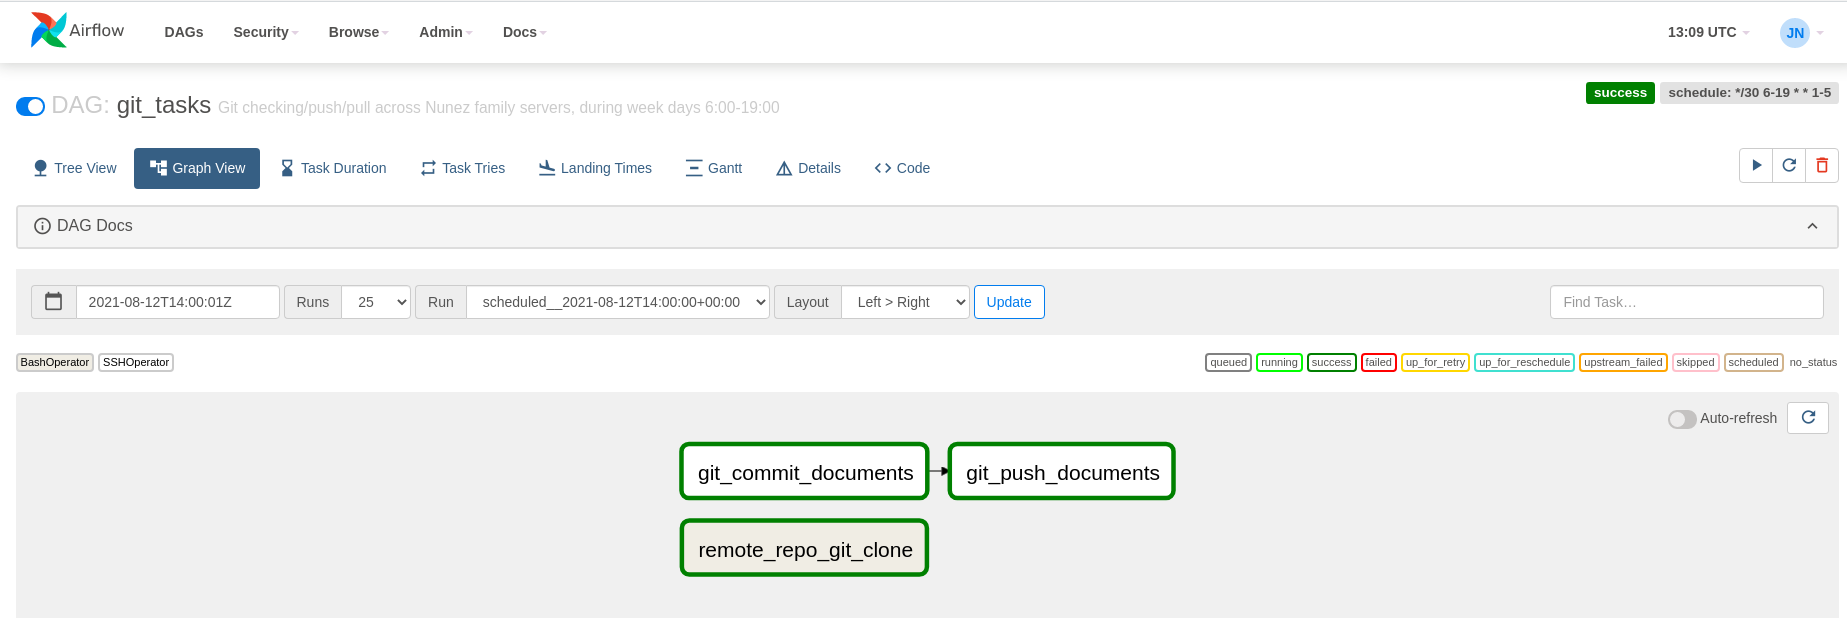 Airflow DAGs Security Browse Admin Docs 13:09 UTC JN
success schedule: */30 6-19 * * 1-5
DAG: git_tasks Git checking/push/pull across Nunez family servers, during week days 6:00-19:00
Tree View Graph View Task Duration Task Tries Landing Times Gantt Details Code
DAG Docs
2021-08-12T14:00:01Z Runs 25 Run scheduled__2021-08-12T14:00:00+00:00 Layout Left > Right Update Find Task…
BashOperator SSHOperator queued running success failed up_for_retry up_for_reschedule upstream_failed skipped scheduled no_status
Auto-refresh
git_commit_documents git_push_documents
remote_repo_git_clone